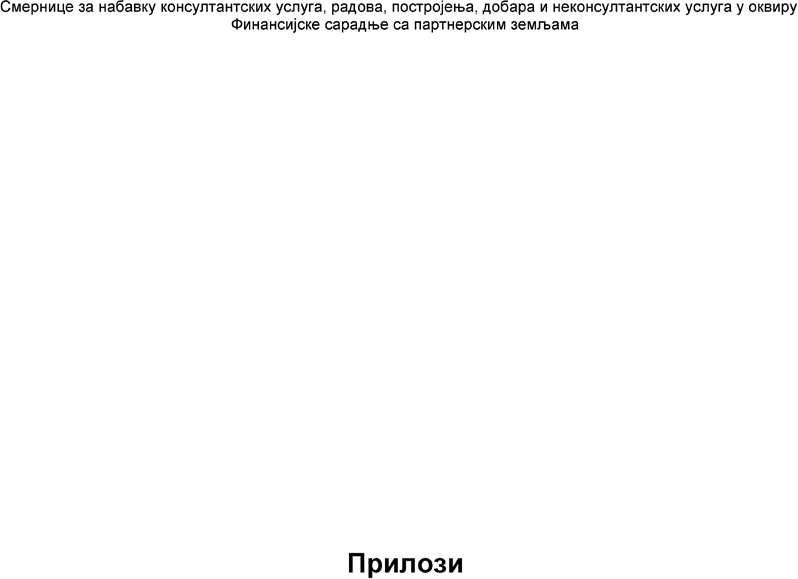 Смернице за набавку консултантских услуга, радова, постројења, добара и неконсултантских услуга у оквиру
Финансијске сарадње са партнерским земљама
Прилози